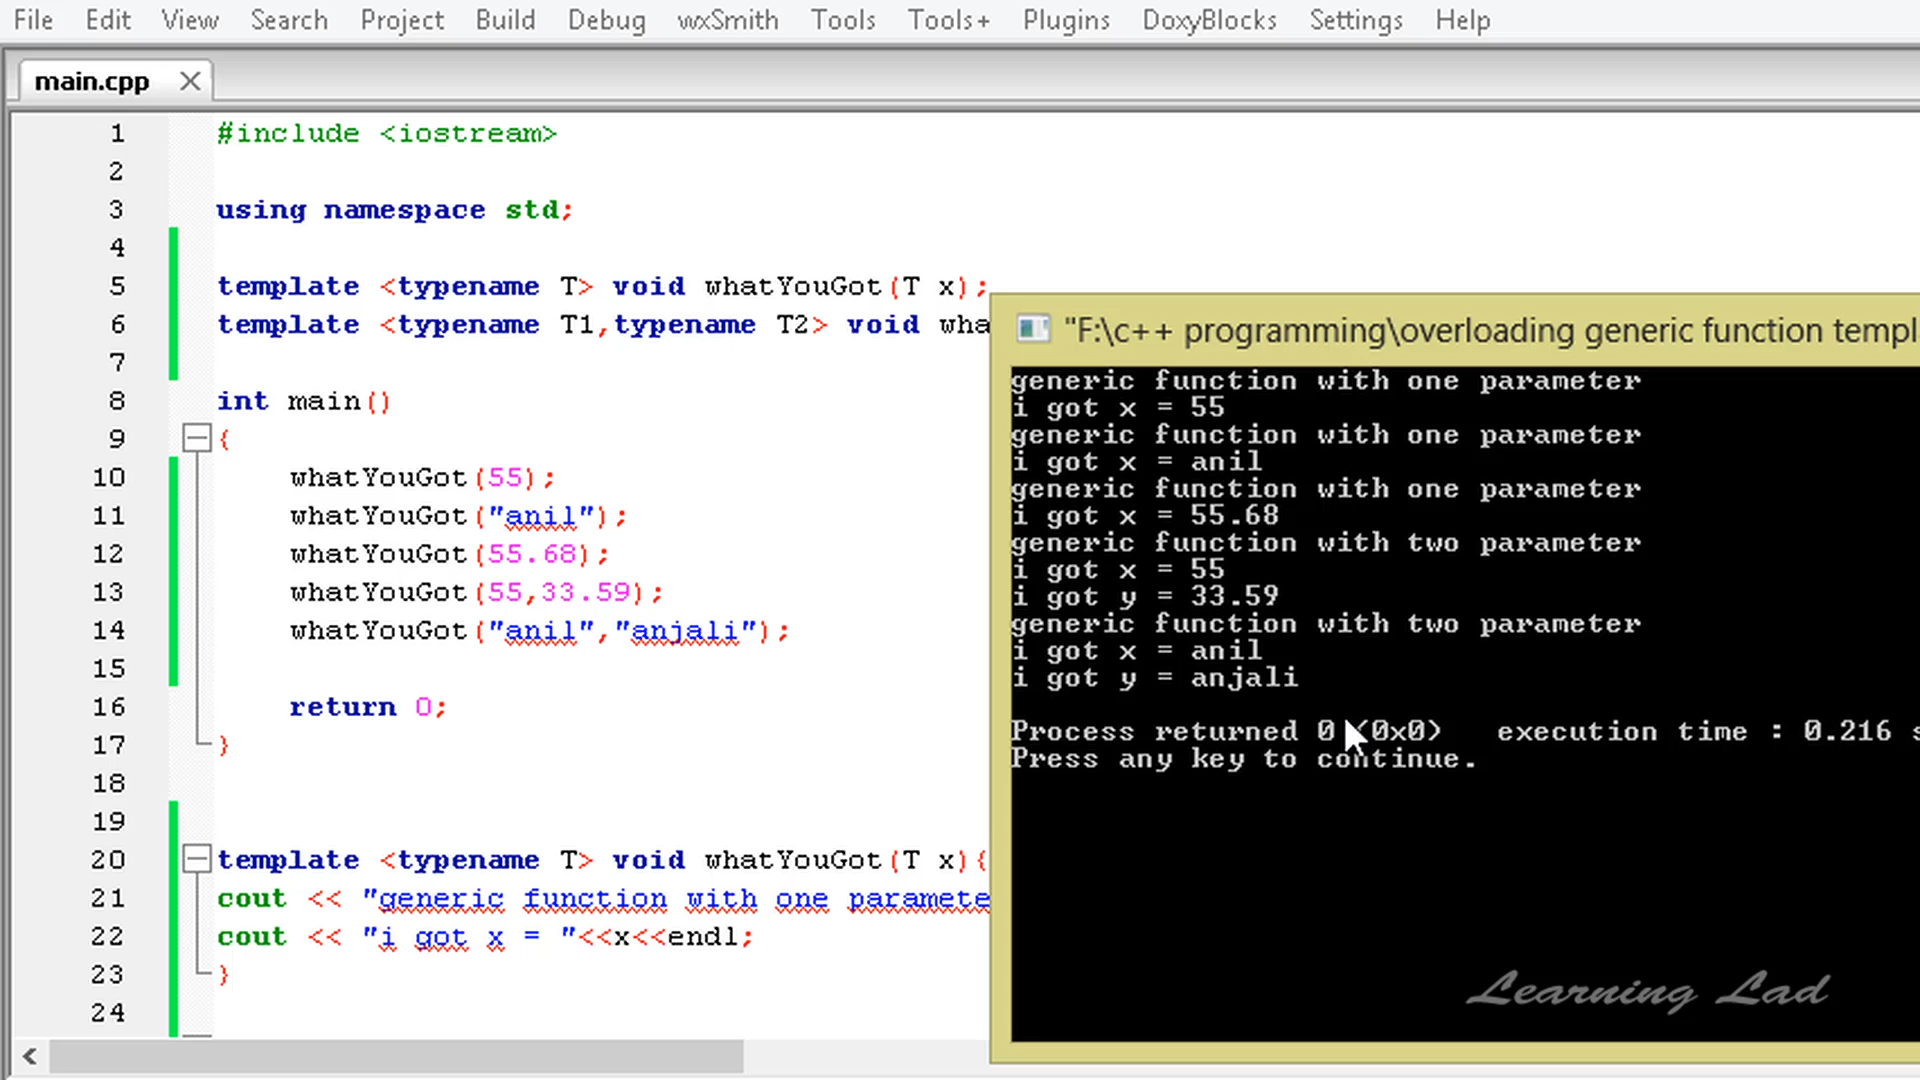 File Edit View Search Project Build Debug wxSmith Tools Tools+ Plugins DoxyBlocks Settings Help
main.cpp
1 #include <iostream>
2
3 using namespace std;
4
5 template <typename T> void whatYouGot(T x);
6 template <typename T1,typename T2> void wha
7
8 int main()
9 {
10 whatYouGot(55);
11 whatYouGot("anil");
12 whatYouGot(55.68);
13 whatYouGot(55,33.59);
14 whatYouGot("anil","anjali");
15
16 return 0;
17 }
18
19
20 template <typename T> void whatYouGot(T x){
21 cout << "generic function with one paramete
22 cout << "i got x = "<<x<<endl;
23 }
24
"F:\c++ programming\overloading generic function templ
generic function with one parameter
i got x = 55
generic function with one parameter
i got x = anil
generic function with one parameter
i got x = 55.68
generic function with two parameter
i got x = 55
i got y = 33.59
generic function with two parameter
i got x = anil
i got y = anjali
Process returned 0 (0x0) execution time : 0.216 s
Press any key to continue.
Learning Lad